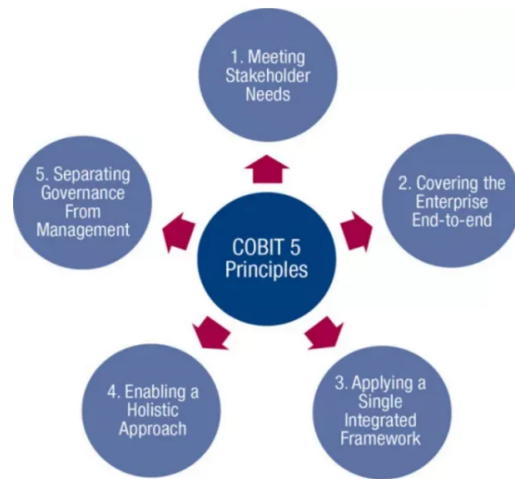 1. Meeting
Stakeholder
Needs
2. Covering the
Enterprise
End-to-end
3. Applying a
Single
Integrated
Framework
4. Enabling a
Holistic
Approach
5. Separating
Governance
From
Management
COBIT 5
Principles